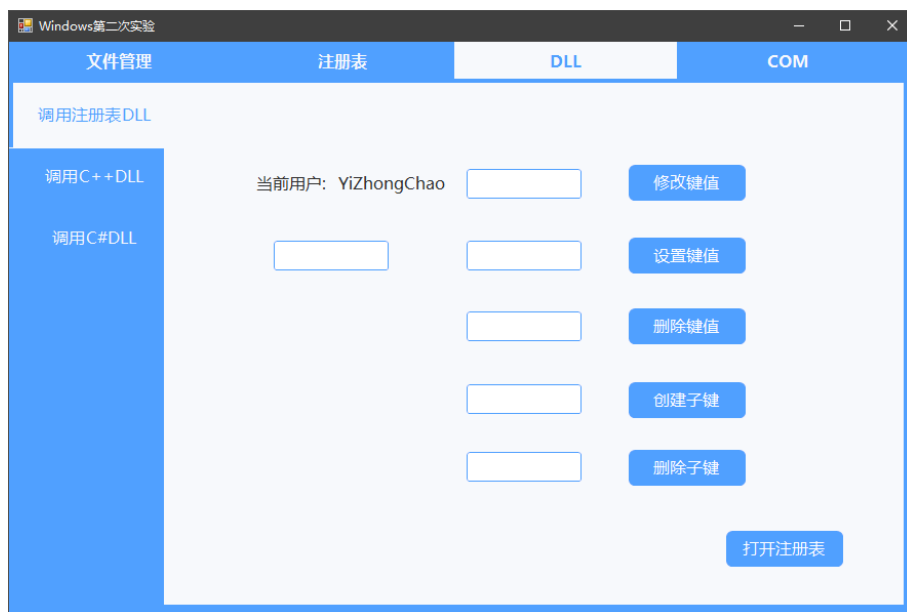 Windows第二次实验
文件管理 注册表 DLL COM
调用注册表DLL
调用C++DLL
调用C#DLL
当前用户: YiZhongChao 修改键值
设置键值
删除键值
创建子键
删除子键
打开注册表